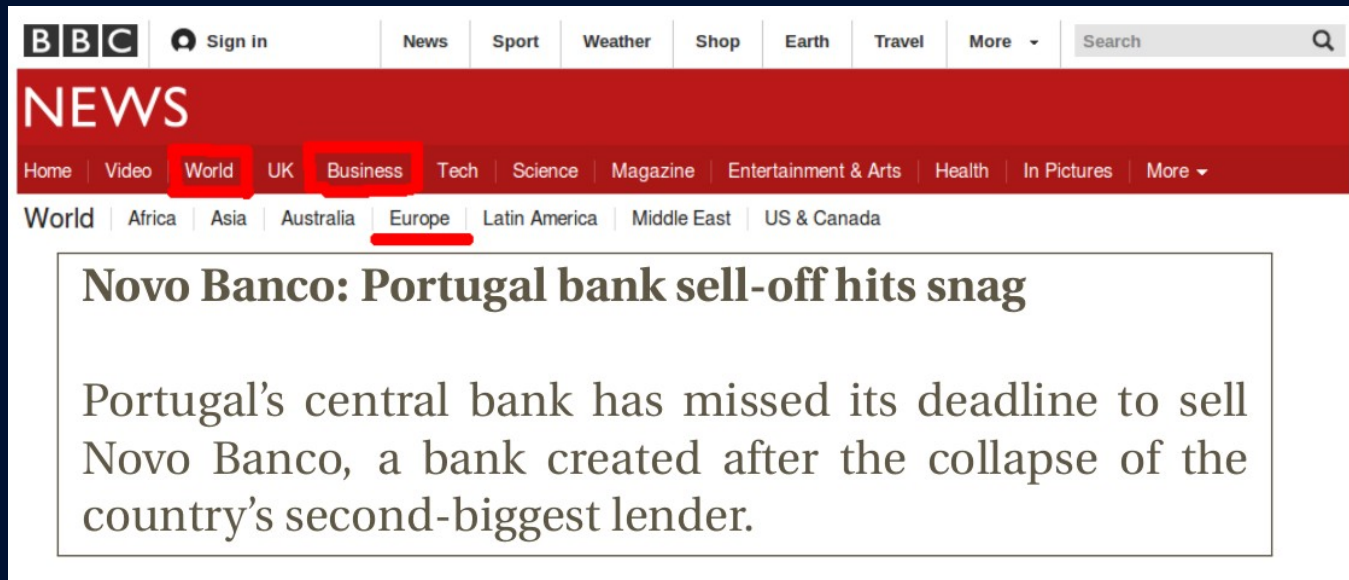 BBC Sign in News Sport Weather Shop Earth Travel More Search
NEWS
Home Video World UK Business Tech Science Magazine Entertainment & Arts Health In Pictures More
World Africa Asia Australia Europe Latin America Middle East US & Canada
Novo Banco: Portugal bank sell-off hits snag
Portugal’s central bank has missed its deadline to sell
Novo Banco, a bank created after the collapse of the
country’s second-biggest lender.